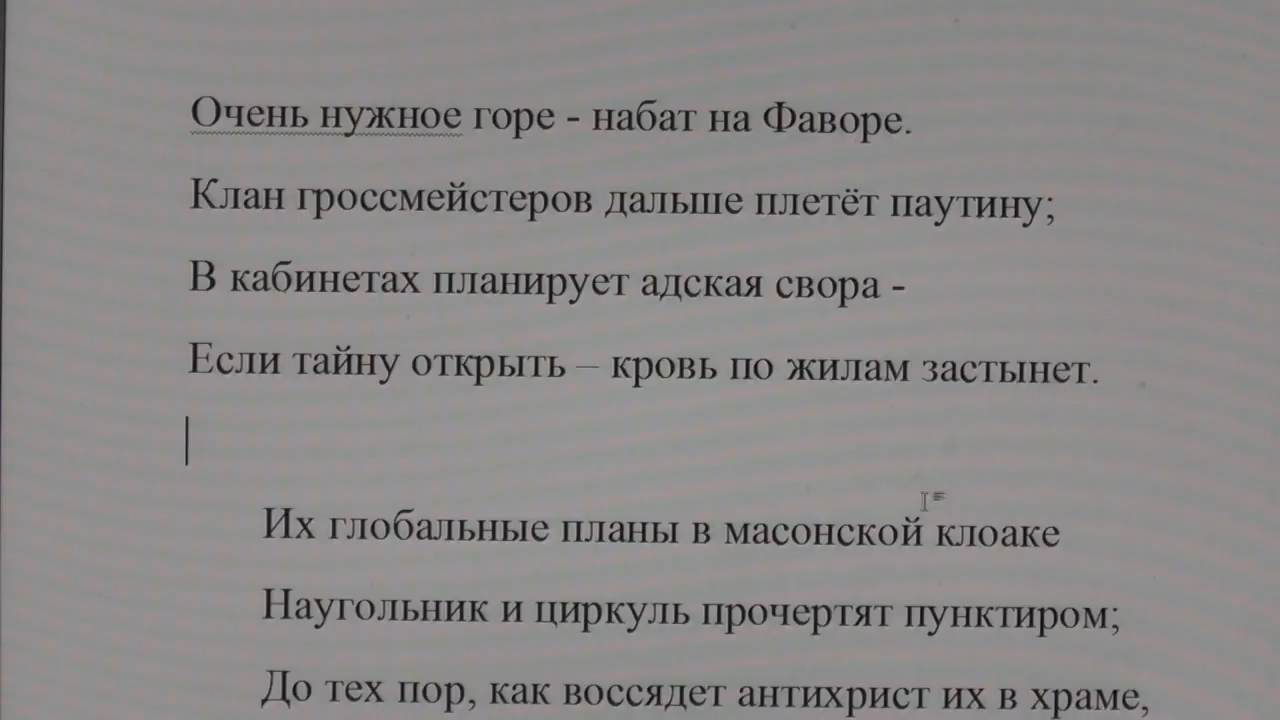 Очень нужное горе - набат на Фаворе.
Клан гроссмейстеров дальше плетёт паутину;
В кабинетах планирует адская свора -
Если тайну открыть – кровь по жилам застынет.
Их глобальные планы в масонской клоаке
Наугольник и циркуль прочертят пунктиром;
До тех пор, как воссядет антихрист их в храме,